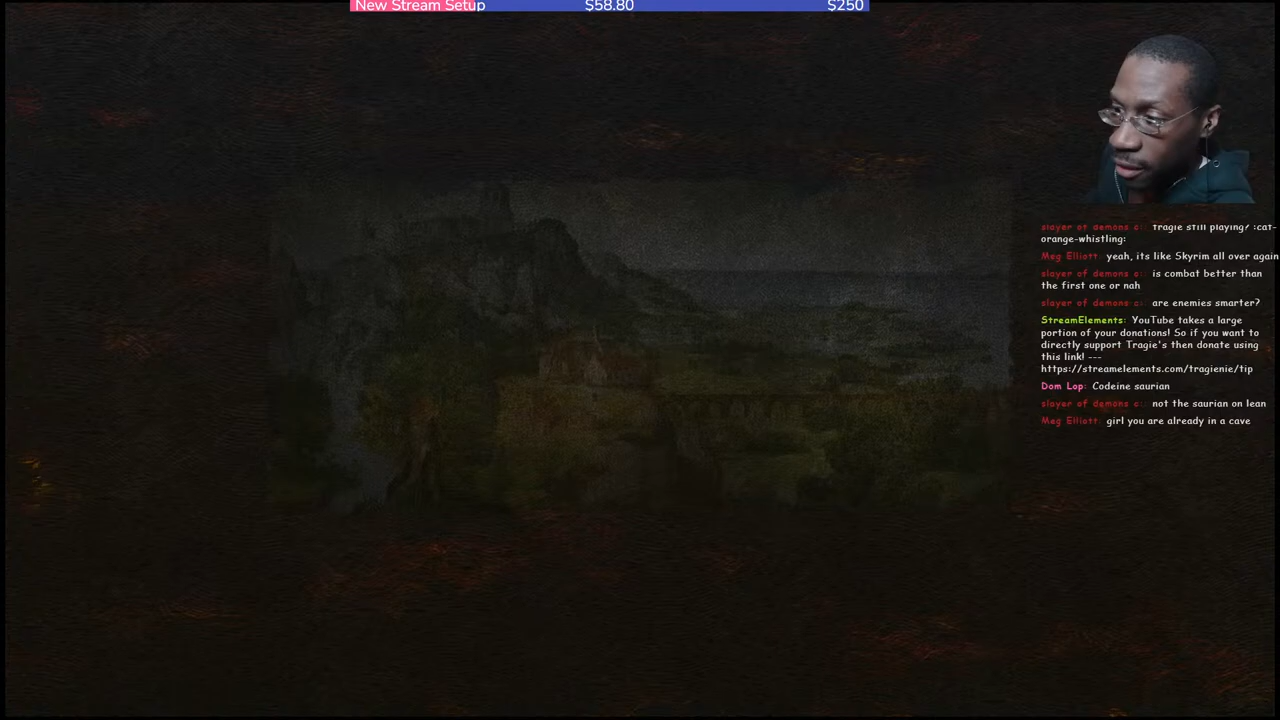 New Stream Setup $58.80 $250
slayer of demons c: Tragie still playing? :cat-
orange-whistling:
Meg Elliott: yeah, its like Skyrim all over again
slayer of demons c: is combat better than
the first one or nah
slayer of demons c: are enemies smarter?
StreamElements: YouTube takes a large
portion of your donations! So if you want to
directly support Tragie's then donate using
this link! ---
https://streamelements.com/tragienie/tip
Dom Lop: Codeine saurian
slayer of demons c: not the saurian on lean
Meg Elliott: girl you are already in a cave